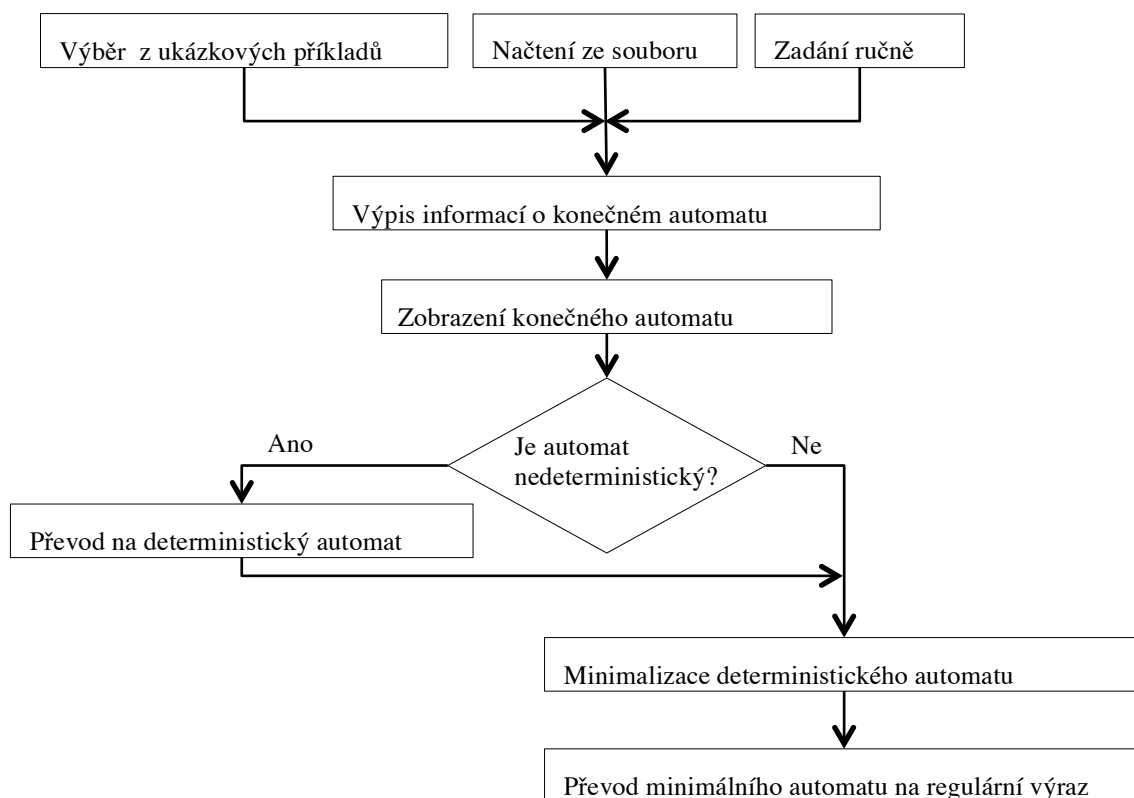 Výběr z ukázkových příkladů
Načtení ze souboru
Zadání ručně
Výpis informací o konečném automatu
Zobrazení konečného automatu
Ano
Je automat
nedeterministický?
Ne
Převod na deterministický automat
Minimalizace deterministického automatu
Převod minimálního automatu na regulární výraz